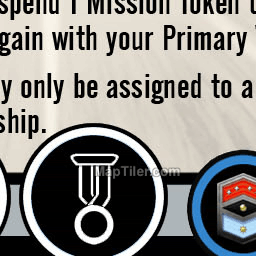 spend 1 Mission Token
gain with your Primary
y only be assigned to a
ship.
MapTiler.com